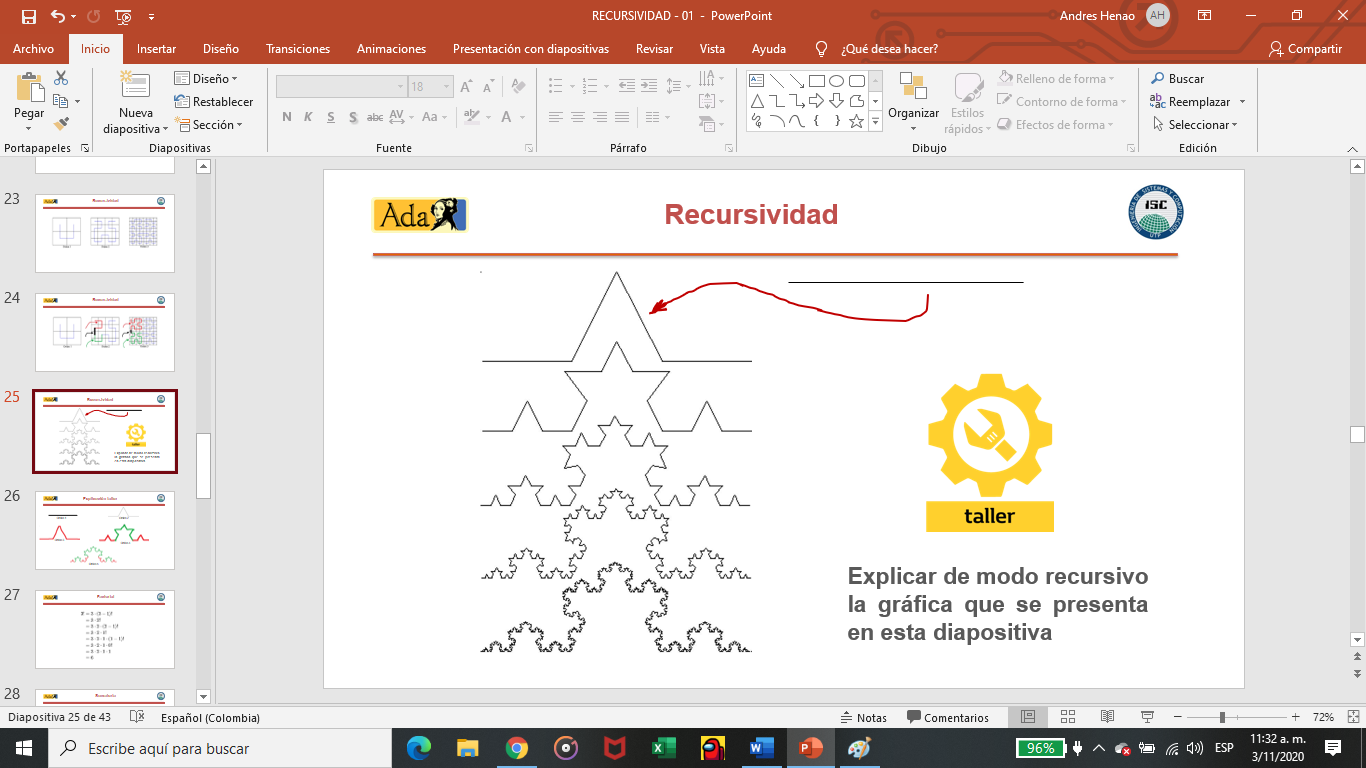 RECURSIVIDAD - 01 - PowerPoint
Andres Henao
AH
Archivo
Inicio
Insertar
Diseño
Transiciones
Animaciones
Presentación con diapositivas
Revisar
Vista
Ayuda
¿Qué desea hacer?
Compartir
Pegar
Portapapeles
Nueva
diapositiva
Diseño
Restablecer
Sección
Diapositivas
18
N K S S abc AV Aa A
Fuente
Párrafo
Organizar
Estilos
rápidos
Relleno de forma
Contorno de forma
Efectos de forma
Dibujo
Buscar
Reemplazar
Seleccionar
Edición
23
24
25
26
27
28
Ada
Recursividad
ISC
taller
Explicar de modo recursivo
la gráfica que se presenta
en esta diapositiva
Diapositiva 25 de 43
Español (Colombia)
Notas
Comentarios
72%
Escribe aquí para buscar
96%
ESP
11:32 a. m.
3/11/2020